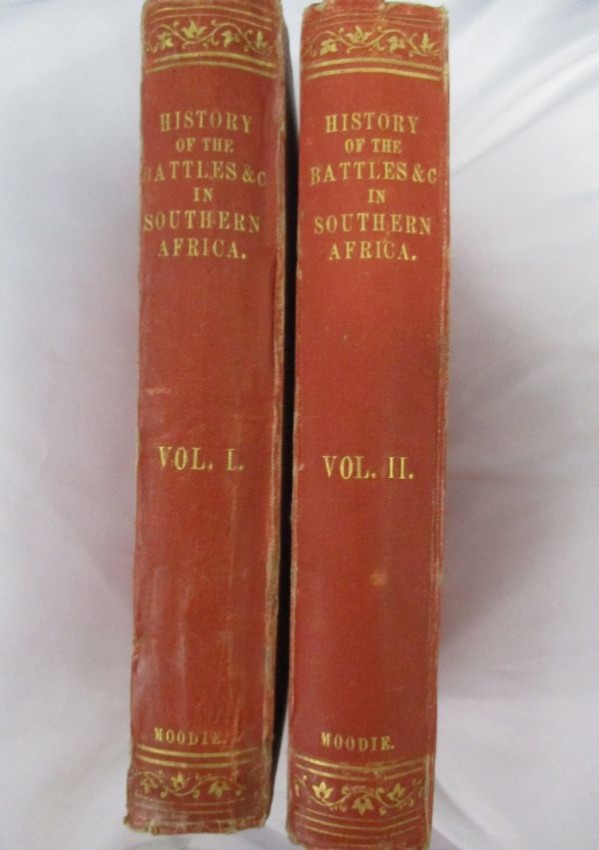 HISTORY
OF THE
BATTLES & C
IN
SOUTHERN
AFRICA.
VOL. I.
MOODIE.
HISTORY
OF THE
BATTLES & C
IN
SOUTHERN
AFRICA.
VOL. II.
MOODIE.